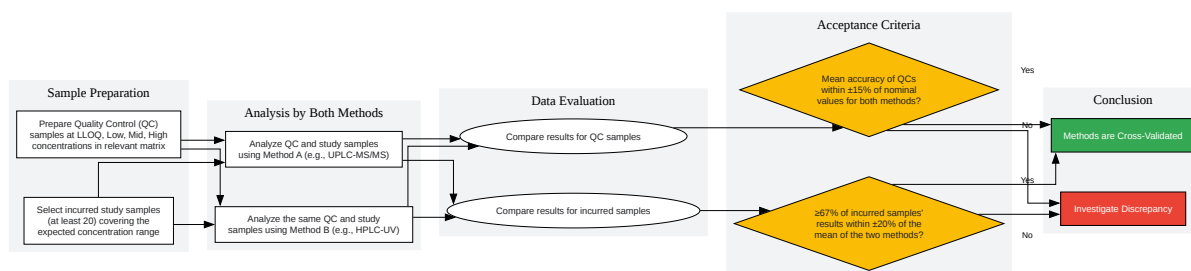 Sample Preparation
Prepare Quality Control (QC)
samples at LLOQ, Low, Mid, High
concentrations in relevant matrix
Select incurred study samples
(at least 20) covering the
expected concentration range
Analysis by Both Methods
Analyze QC and study samples
using Method A (e.g., UPLC-MS/MS)
Analyze the same QC and study
samples using Method B (e.g., HPLC-UV)
Data Evaluation
Compare results for QC samples
Compare results for incurred samples
Acceptance Criteria
Mean accuracy of QCs
within ±15% of nominal
values for both methods?
≥67% of incurred samples'
results within ±20% of the
mean of the two methods?
Yes
No
Yes
No
Conclusion
Methods are Cross-Validated
Investigate Discrepancy